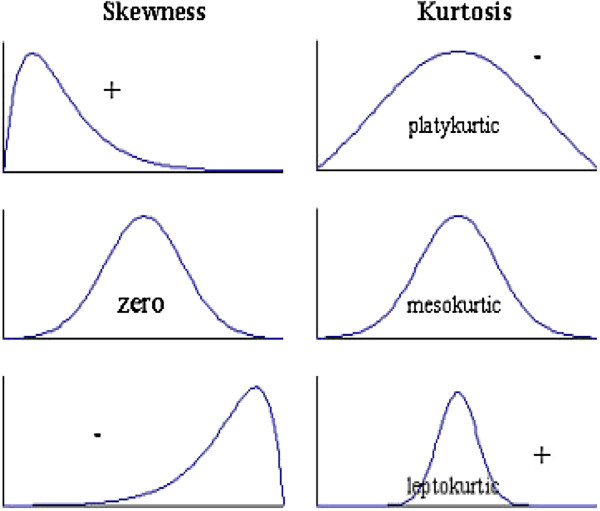 Skewness
Kurtosis
+
-
platykurtic
zero
mesokurtic
-
+
leptokurtic